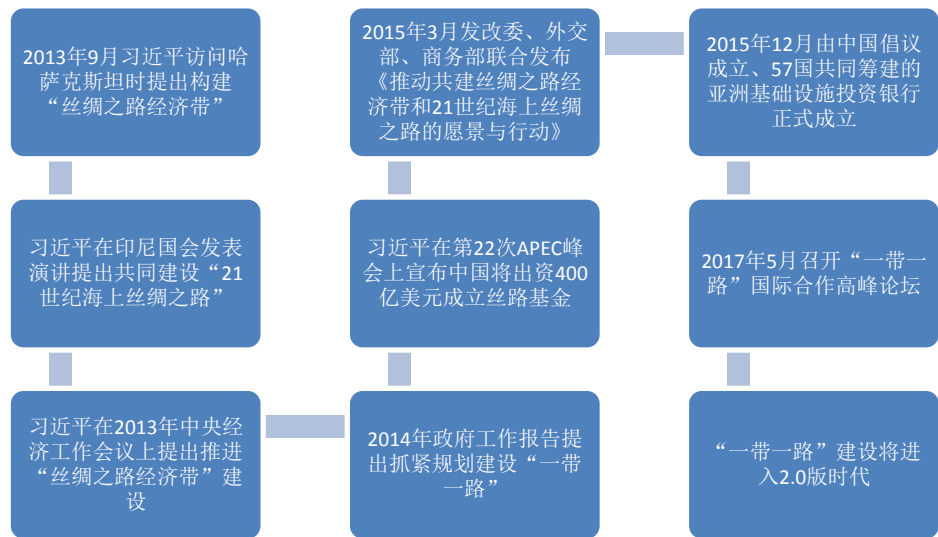 2013年9月习近平访问哈
萨克斯坦时提出构建
“丝绸之路经济带”
习近平在印尼国会发表
演讲提出共同建设“21
世纪海上丝绸之路”
习近平在2013年中央经
济工作会议上提出推进
“丝绸之路经济带”建
设
2014年政府工作报告提
出抓紧规划建设“一带
一路”
习近平在第22次APEC峰
会上宣布中国将出资400
亿美元成立丝路基金
2015年3月发改委、外交
部、商务部联合发布
《推动共建丝绸之路经
济带和21世纪海上丝绸
之路的愿景与行动》
2015年12月由中国倡议
成立、57国共同筹建的
亚洲基础设施投资银行
正式成立
2017年5月召开“一带一
路”国际合作高峰论坛
“一带一路”建设将进
入2.0版时代